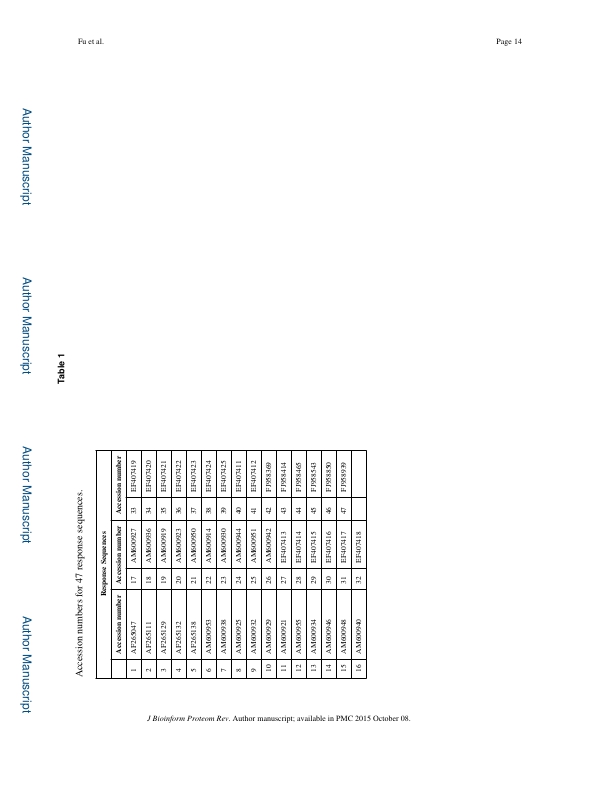 Fu et al.
Page 14
Author Manuscript
Author Manuscript
Author Manuscript
Author Manuscript
Table 1
Accession numbers for 47 response sequences.
Response Sequences
Accession number Accession number Accession number
1 AF265047 17 AM600927 33 EF407419
2 AF265111 18 AM600936 34 EF407420
3 AF265129 19 AM600919 35 EF407421
4 AF265132 20 AM600923 36 EF407422
5 AF265138 21 AM600950 37 EF407423
6 AM600953 22 AM600914 38 EF407424
7 AM600938 23 AM600930 39 EF407425
8 AM600925 24 AM600944 40 EF407411
9 AM600932 25 AM600951 41 EF407412
10 AM600929 26 AM600942 42 FJ958369
11 AM600921 27 EF407413 43 FJ958414
12 AM600955 28 EF407414 44 FJ958465
13 AM600934 29 EF407415 45 FJ958543
14 AM600946 30 EF407416 46 FJ958850
15 AM600948 31 EF407417 47 FJ958939
16 AM600940 32 EF407418
J Bioinform Proteom Rev. Author manuscript; available in PMC 2015 October 08.